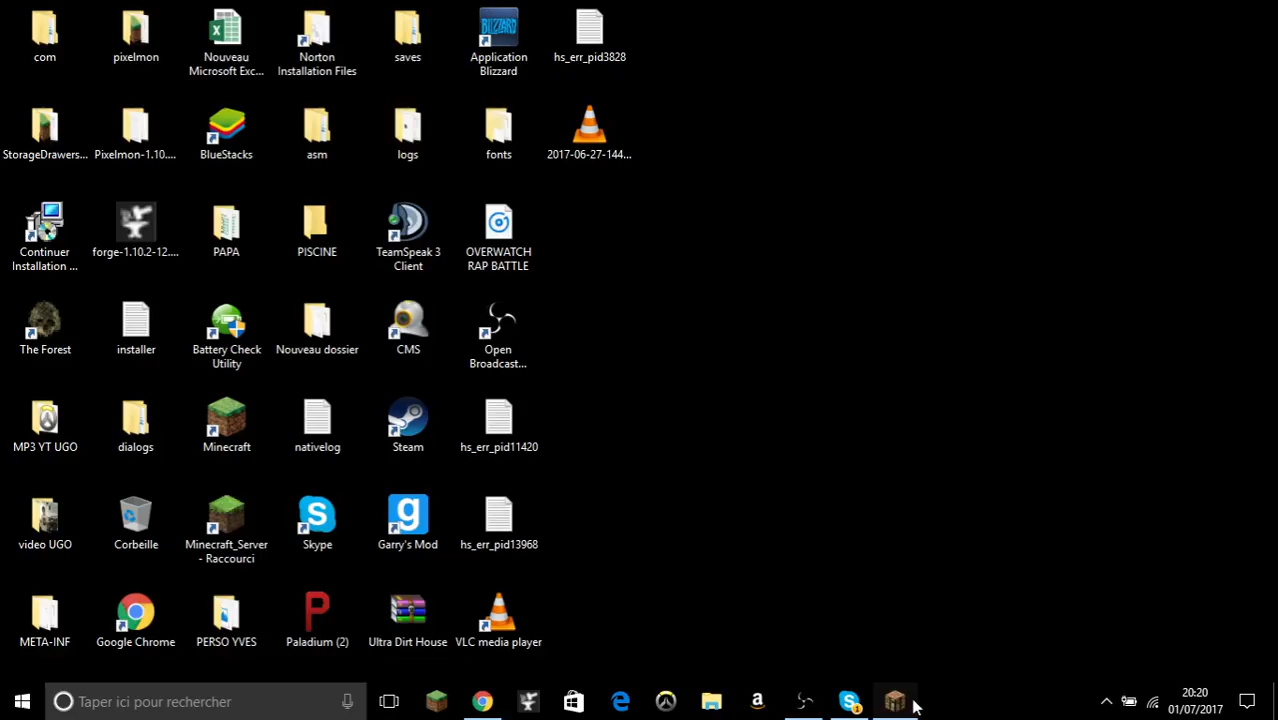 com
pixelmon
Nouveau
Microsoft Exc...
Norton
Installation Files
saves
BLIZZARD
Application
Blizzard
hs_err_pid3828
StorageDrawers...
Pixelmon-1.10....
BlueStacks
asm
logs
fonts
2017-06-27-144...
Continuer
Installation ...
forge-1.10.2-12....
PAPA
PISCINE
TeamSpeak 3
Client
OVERWATCH
RAP BATTLE
The Forest
installer
Battery Check
Utility
Nouveau dossier
CMS
Open
Broadcast...
MP3 YT UGO
dialogs
Minecraft
nativelog
Steam
hs_err_pid11420
video UGO
Corbeille
Minecraft_Server
- Raccourci
Skype
Garry's Mod
hs_err_pid13968
META-INF
Google Chrome
PERSO YVES
Paladium (2)
Ultra Dirt House
VLC media player
Taper ici pour rechercher
20:20
01/07/2017